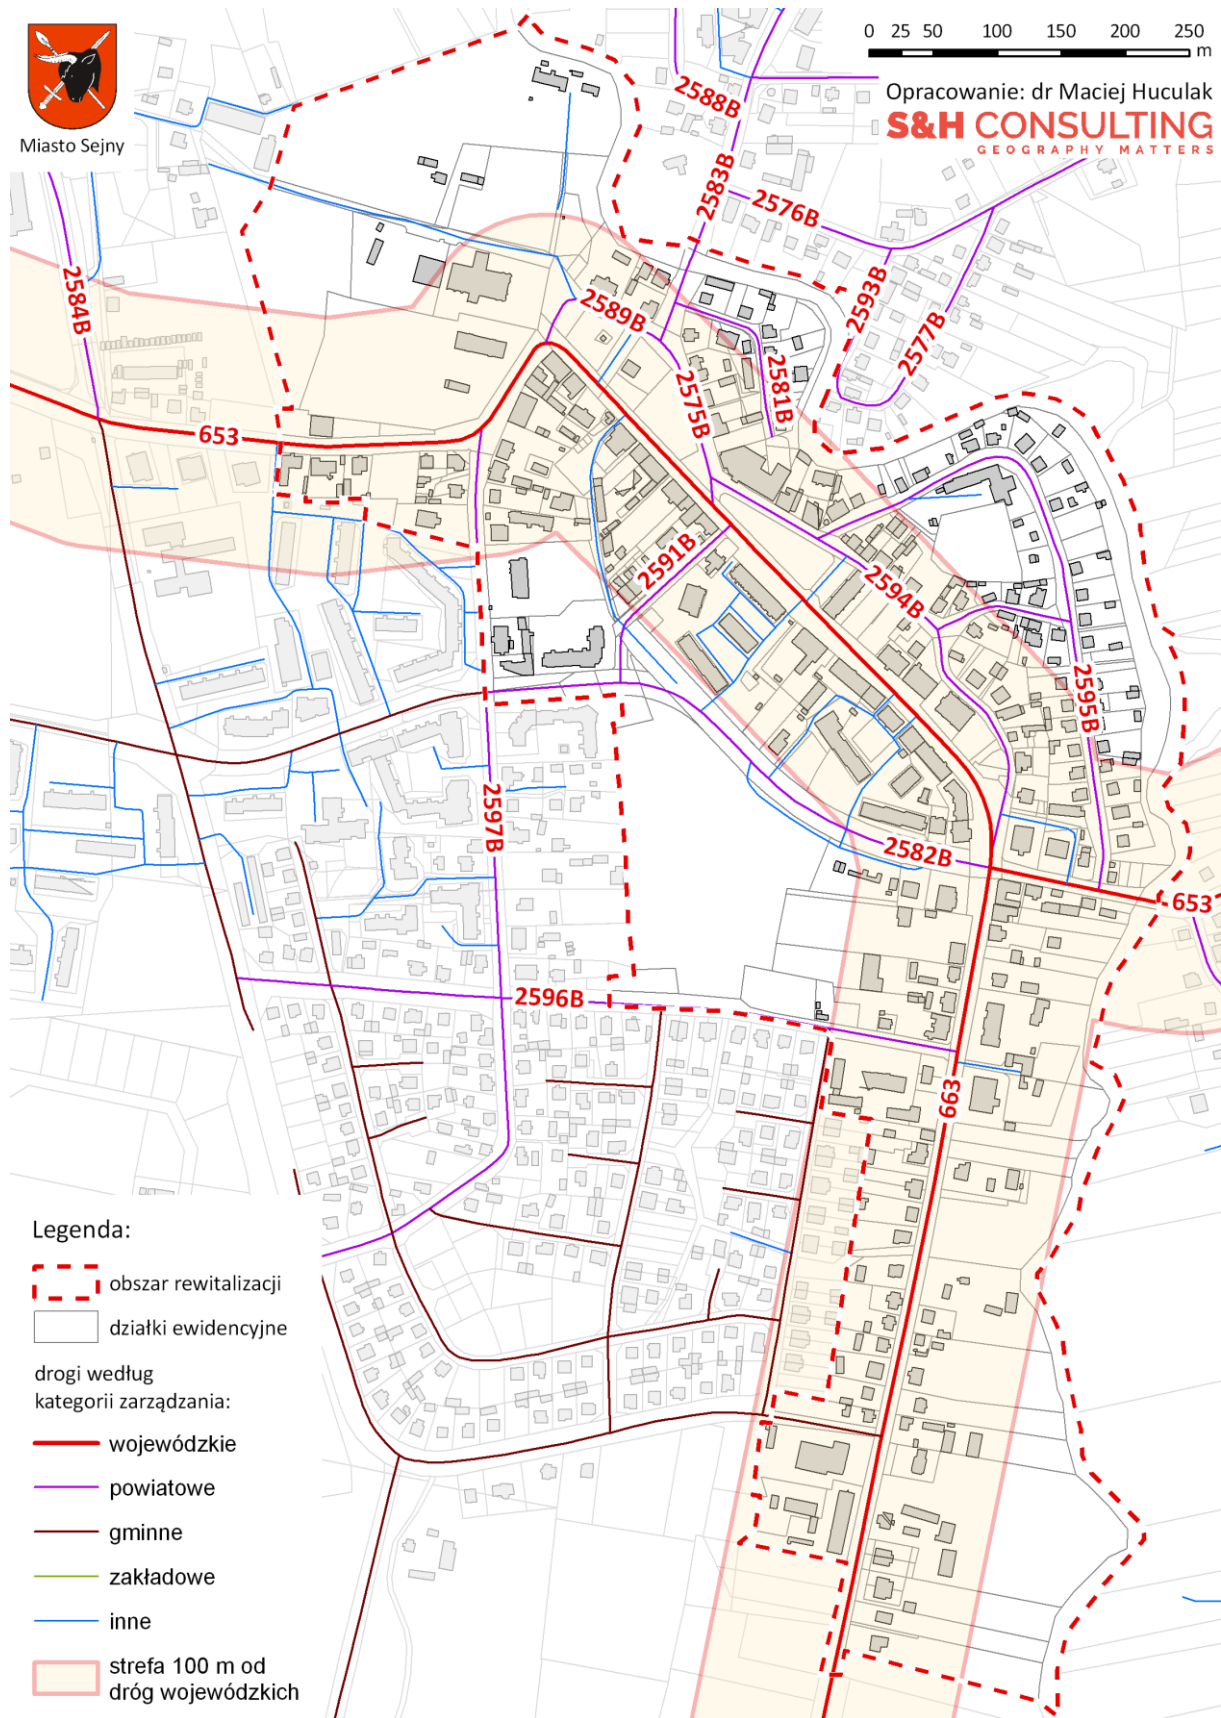 Miasto Sejny
0 25 50 100 150 200 250
m
Opracowanie: dr Maciej Huculak
S&H CONSULTING
GEOGRAPHY MATTERS
2588B
2583B
2576B
2584B
2589B
2593B
2577B
2581B
2575B
653
2591B
2594B
2595B
2597B
2582B
653
2596B
663
Legenda:
obszar rewitalizacji
działki ewidencyjne
drogi według
kategorii zarządzania:
wojewódzkie
powiatowe
gminne
zakładowe
inne
strefa 100 m od
dróg wojewódzkich